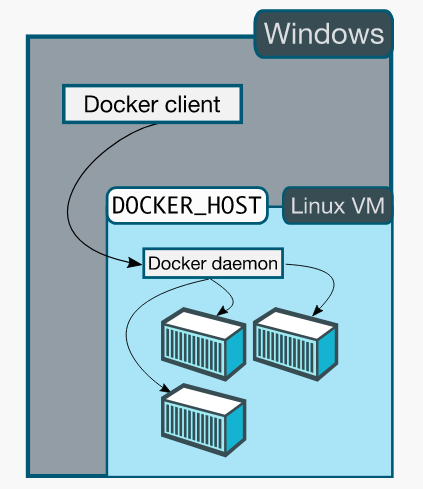 Windows
Docker client
DOCKER_HOST
Linux VM
Docker daemon